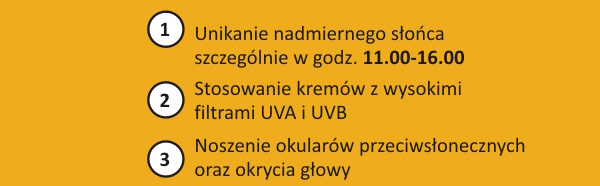 1 Unikanie nadmiernego słońca
szczególnie w godz. 11.00-16.00
2 Stosowanie kremów z wysokimi
filtrami UVA i UVB
3 Noszenie okularów przeciwsłonecznych
oraz okrycia głowy